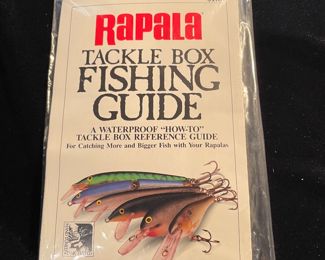 RAPALA
TACKLE BOX
FISHING
GUIDE
A WATERPROOF "HOW-TO"
TACKLE BOX REFERENCE GUIDE
For Catching More and Bigger Fish with Your Rapalas